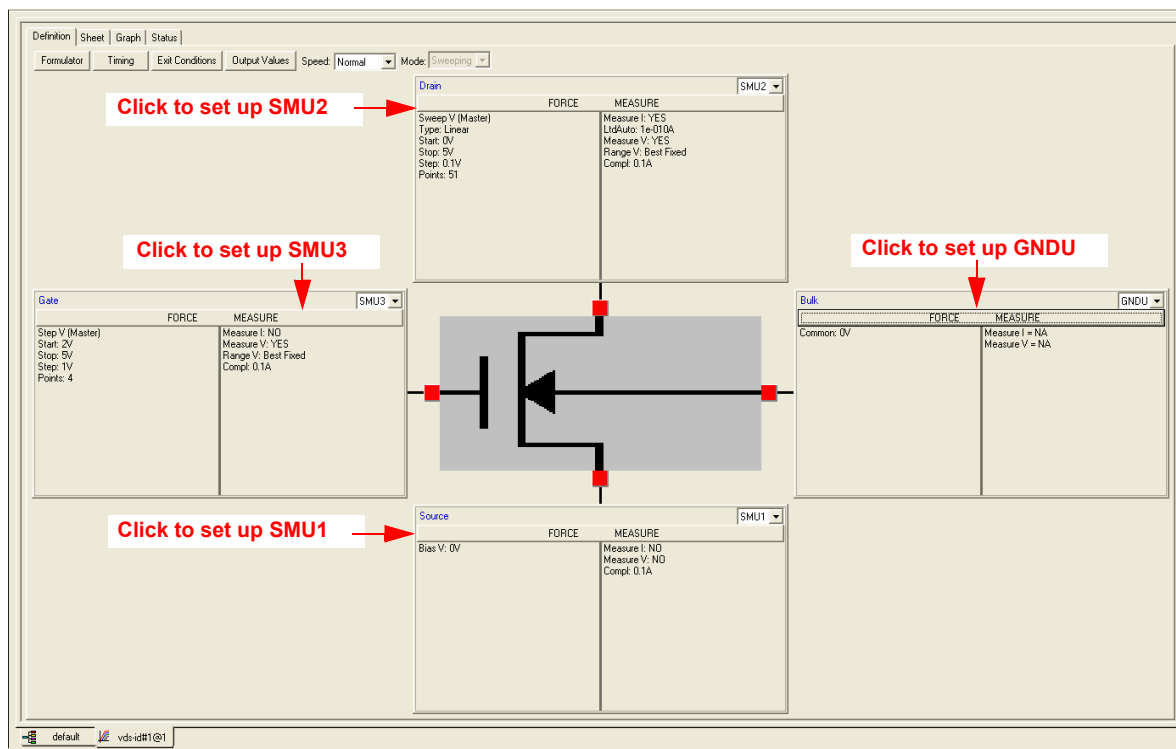 Definition Sheet Graph Status
Formulator Timing Exit Conditions Output Values Speed: Normal Mode: Sweeping
Click to set up SMU2
Drain SMU2
FORCE MEASURE
Sweep V (Master)
Type: Linear
Start: 0V
Stop: 5V
Step: 0.1V
Points: 51
Measure I: YES
LtdAuto: 1e-010A
Measure V: YES
Range V: Best Fixed
Compl: 0.1A
Click to set up SMU3
Gate SMU3
FORCE MEASURE
Step V (Master)
Start: 2V
Stop: 5V
Step: 1V
Points: 4
Measure I: NO
Measure V: YES
Range V: Best Fixed
Compl: 0.1A
Click to set up GNDU
Bulk GNDU
FORCE MEASURE
Common: 0V
Measure I = NA
Measure V = NA
Click to set up SMU1
Source SMU1
FORCE MEASURE
Bias V: 0V
Measure I: NO
Measure V: NO
Compl: 0.1A
default vds-id#1@1